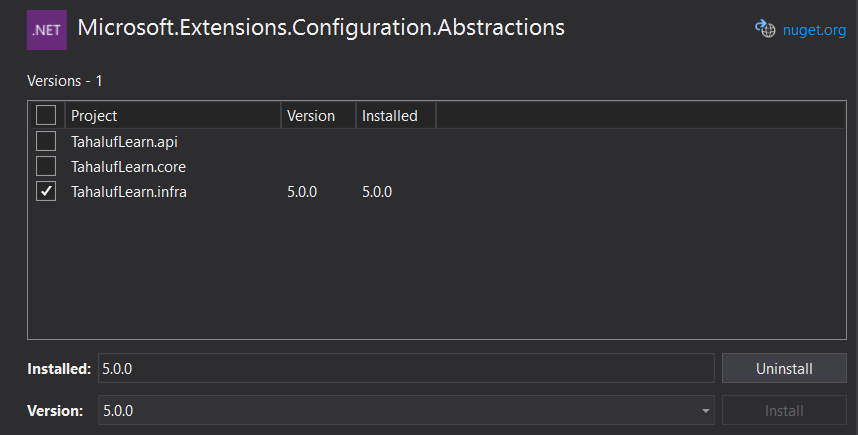 .NET Microsoft.Extensions.Configuration.Abstractions nuget.org
Versions - 1
Project Version Installed
TahalufLearn.api
TahalufLearn.core
TahalufLearn.infra 5.0.0 5.0.0
Installed: 5.0.0 Uninstall
Version: 5.0.0 Install